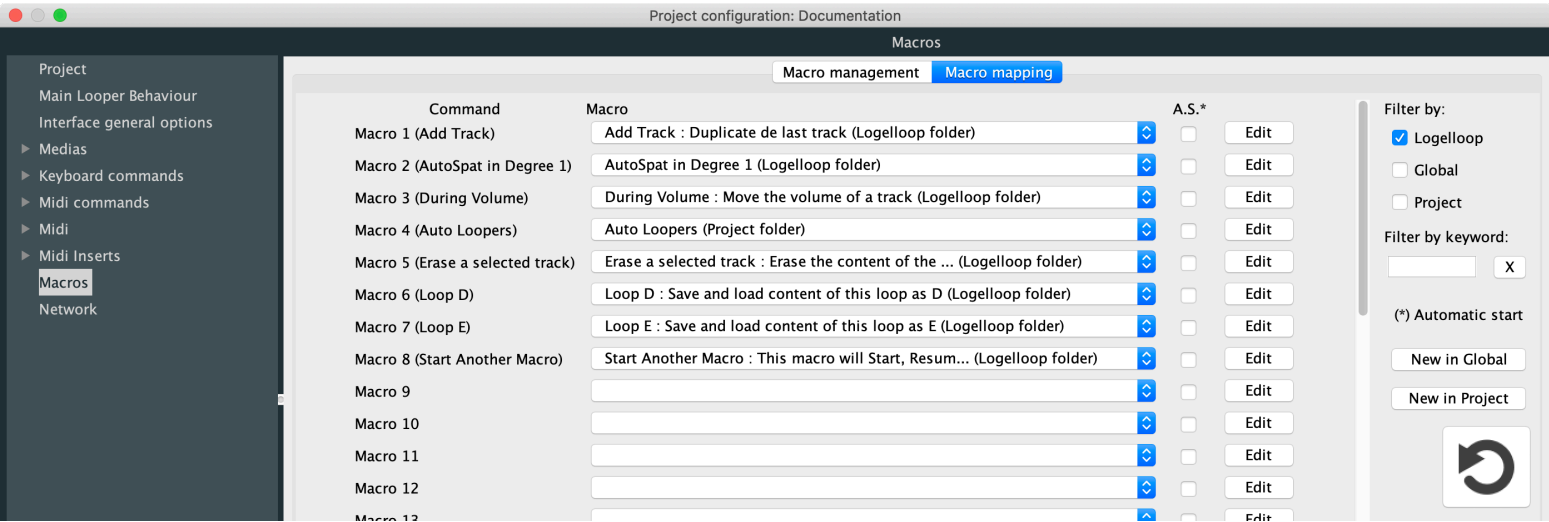 Project configuration: Documentation
Macros
Project
Main Looper Behaviour
Interface general options
Medias
Keyboard commands
Midi commands
Midi
Midi Inserts
Macros
Network
Macro management Macro mapping
Command Macro A.S.*
Macro 1 (Add Track) Add Track : Duplicate de last track (Logelloop folder) Edit
Macro 2 (AutoSpat in Degree 1) AutoSpat in Degree 1 (Logelloop folder) Edit
Macro 3 (During Volume) During Volume : Move the volume of a track (Logelloop folder) Edit
Macro 4 (Auto Loopers) Auto Loopers (Project folder) Edit
Macro 5 (Erase a selected track) Erase a selected track : Erase the content of the ... (Logelloop folder) Edit
Macro 6 (Loop D) Loop D : Save and load content of this loop as D (Logelloop folder) Edit
Macro 7 (Loop E) Loop E : Save and load content of this loop as E (Logelloop folder) Edit
Macro 8 (Start Another Macro) Start Another Macro : This macro will Start, Resum... (Logelloop folder) Edit
Macro 9 Edit
Macro 10 Edit
Macro 11 Edit
Macro 12 Edit
Macro 13 Edit
Filter by:
Logelloop
Global
Project
Filter by keyword:
X
(*) Automatic start
New in Global
New in Project